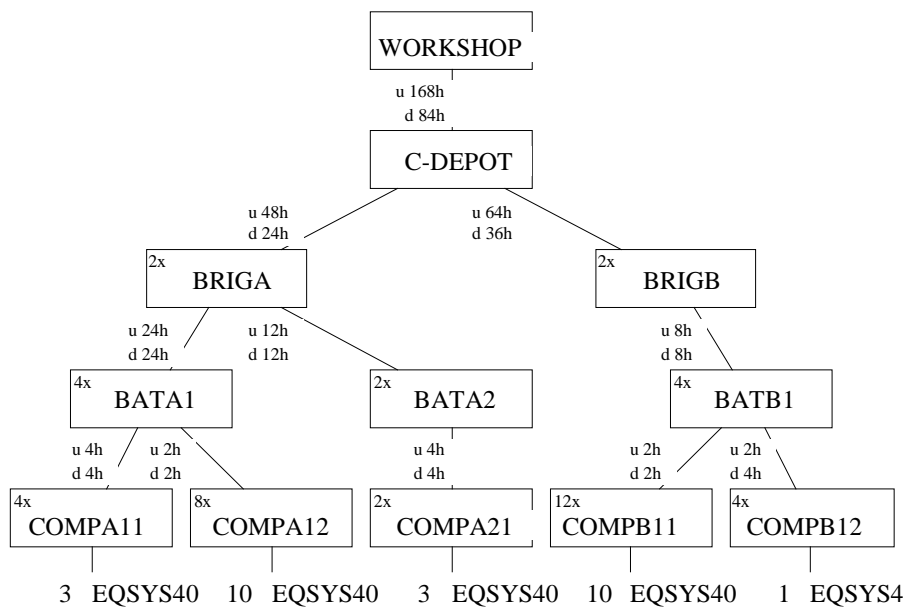 WORKSHOP
u 168h
d 84h
C-DEPOT
u 48h
d 24h
u 64h
d 36h
2x
BRIGA
2x
BRIGB
u 24h
d 24h
u 12h
d 12h
u 8h
d 8h
4x
BATA1
2x
BATA2
4x
BATB1
u 4h
d 4h
u 2h
d 2h
u 4h
d 4h
u 2h
d 2h
u 2h
d 4h
4x
COMPA11
8x
COMPA12
2x
COMPA21
12x
COMPB11
4x
COMPB12
3 EQSYS40
10 EQSYS40
3 EQSYS40
10 EQSYS40
1 EQSYS4